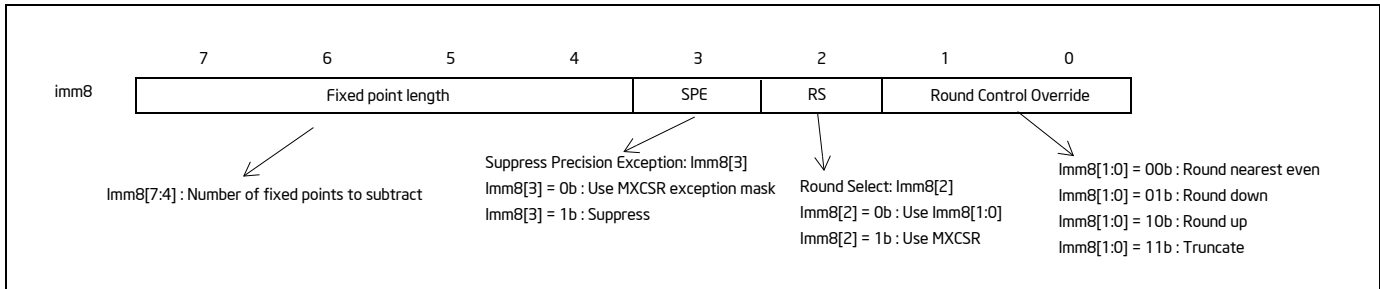 7 6 5 4 3 2 1 0
imm8 Fixed point length SPE RS Round Control Override
Imm8[7:4] : Number of fixed points to subtract
Suppress Precision Exception: Imm8[3]
Imm8[3] = 0b : Use MXCSR exception mask
Imm8[3] = 1b : Suppress
Round Select: Imm8[2]
Imm8[2] = 0b : Use Imm8[1:0]
Imm8[2] = 1b : Use MXCSR
Imm8[1:0] = 00b : Round nearest even
Imm8[1:0] = 01b : Round down
Imm8[1:0] = 10b : Round up
Imm8[1:0] = 11b : Truncate